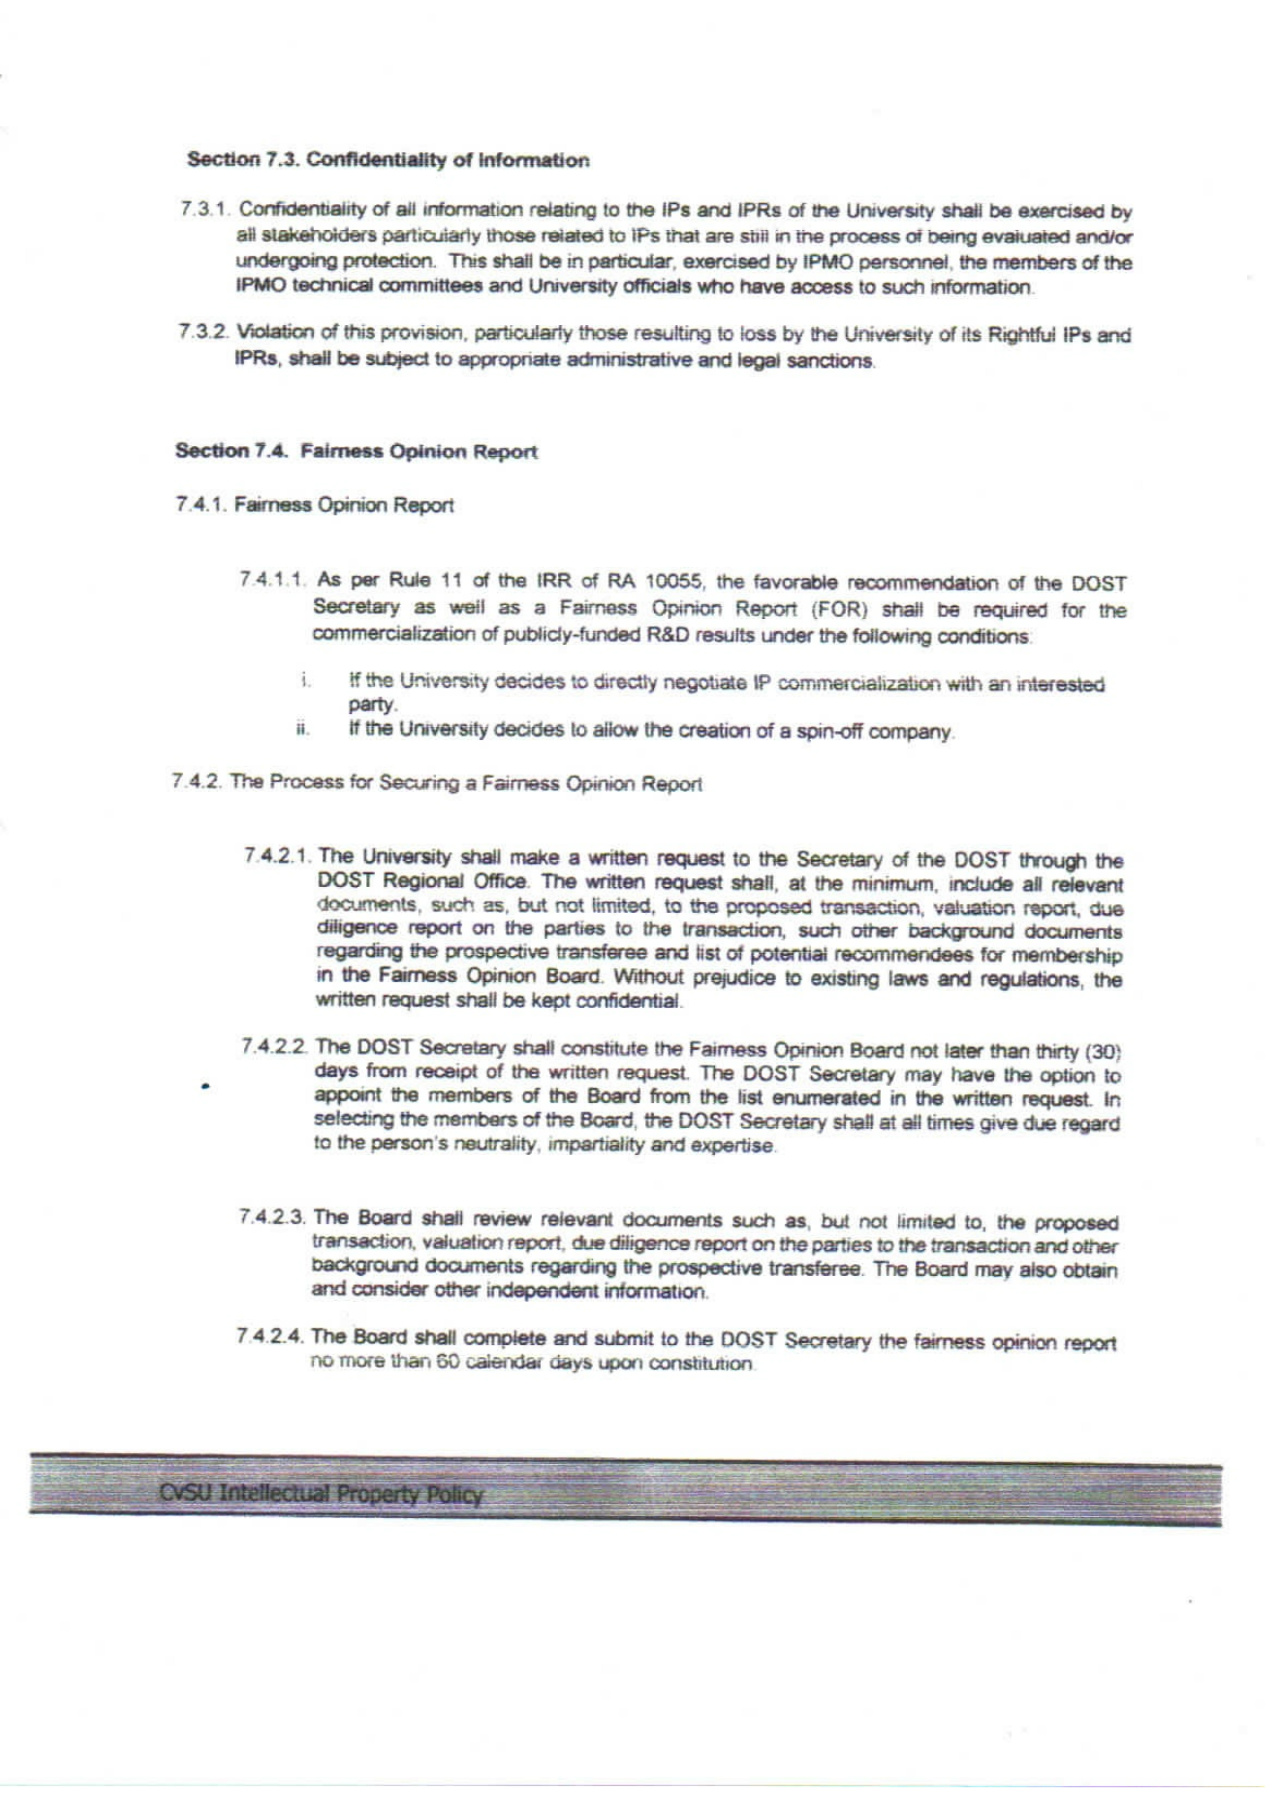 Section 7.3. Confidentiality of Information
7.3.1. Confidentiality of all information relating to the IPs and IPRs of the University shall be exercised by
all stakeholders particularly those related to IPs that are still in the process of being evaluated and/or
undergoing protection. This shall be in particular, exercised by IPMO personnel, the members of the
IPMO technical committees and University officials who have access to such information.
7.3.2. Violation of this provision, particularly those resulting to loss by the University of its Rightful IPs and
IPRs, shall be subject to appropriate administrative and legal sanctions.
Section 7.4. Fairness Opinion Report
7.4.1. Fairness Opinion Report
7.4.1.1. As per Rule 11 of the IRR of RA 10055, the favorable recommendation of the DOST
Secretary as well as a Fairness Opinion Report (FOR) shall be required for the
commercialization of publicly-funded R&D results under the following conditions:
i. If the University decides to directly negotiate IP commercialization with an interested
party.
ii. If the University decides to allow the creation of a spin-off company.
7.4.2. The Process for Securing a Fairness Opinion Report
7.4.2.1. The University shall make a written request to the Secretary of the DOST through the
DOST Regional Office. The written request shall, at the minimum, include all relevant
documents, such as, but not limited, to the proposed transaction, valuation report, due
diligence report on the parties to the transaction, such other background documents
regarding the prospective transferee and list of potential recommendees for membership
in the Fairness Opinion Board. Without prejudice to existing laws and regulations, the
written request shall be kept confidential.
7.4.2.2. The DOST Secretary shall constitute the Fairness Opinion Board not later than thirty (30)
days from receipt of the written request. The DOST Secretary may have the option to
appoint the members of the Board from the list enumerated in the written request. In
selecting the members of the Board, the DOST Secretary shall at all times give due regard
to the person's neutrality, impartiality and expertise.
7.4.2.3. The Board shall review relevant documents such as, but not limited to, the proposed
transaction, valuation report, due diligence report on the parties to the transaction and other
background documents regarding the prospective transferee. The Board may also obtain
and consider other independent information.
7.4.2.4. The Board shall complete and submit to the DOST Secretary the fairness opinion report
no more than 60 calendar days upon constitution.
CvSU Intellectual Property Policy